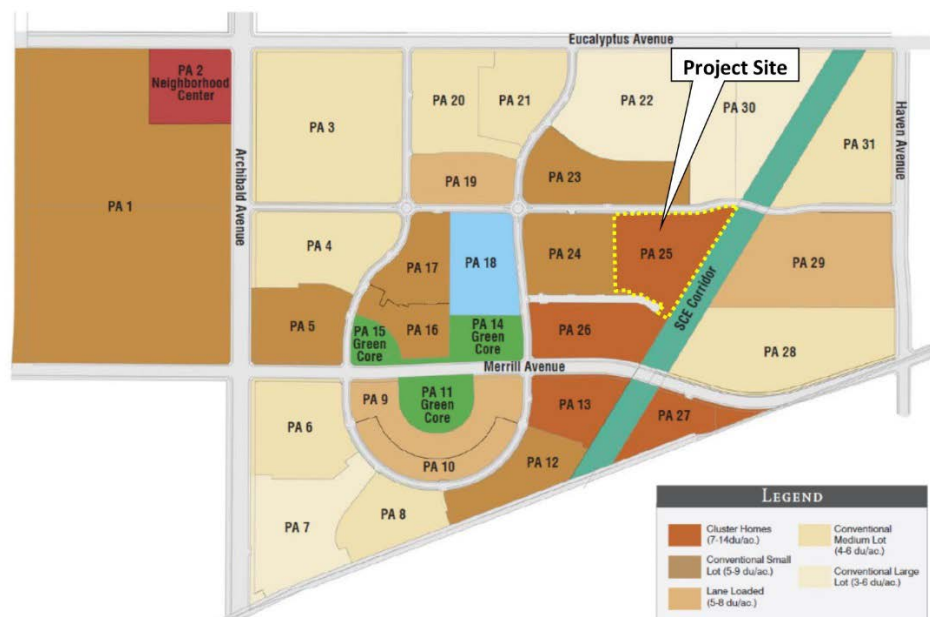 Eucalyptus Avenue
Project Site
PA 2
Neighborhood
Center
PA 20
PA 21
PA 22
PA 30
PA 3
PA 31
Haven Avenue
PA 1
Archibald Avenue
PA 19
PA 23
PA 4
PA 17
PA 18
PA 24
PA 25
PA 29
SCE Corridor
PA 5
PA 16
PA 15
Green
Core
PA 14
Green
Core
PA 26
PA 28
Merrill Avenue
PA 9
PA 11
Green
Core
PA 13
PA 27
PA 6
PA 10
PA 12
PA 7
PA 8
LEGEND
Cluster Homes
(7-14du/ac.)
Conventional Small
Lot (5-9 du/ac.)
Lane Loaded
(5-8 du/ac.)
Conventional
Medium Lot
(4-6 du/ac.)
Conventional Large
Lot (3-6 du/ac.)